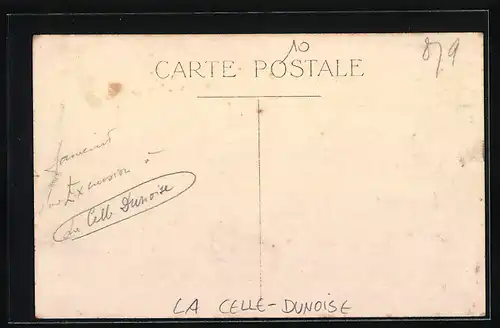 10
879
CARTE POSTALE
Souvenir
Excursion à
La Celle Dunoise
LA CELLE-DUNOISE